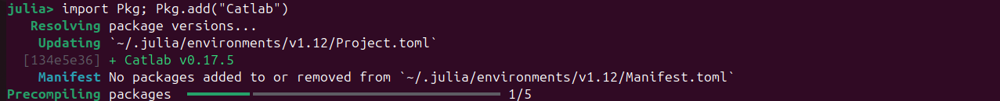 julia> import Pkg; Pkg.add("Catlab")
Resolving package versions...
Updating `~/.julia/environments/v1.12/Project.toml`
[134e5e36] + Catlab v0.17.5
Manifest No packages added to or removed from `~/.julia/environments/v1.12/Manifest.toml`
Precompiling packages 1/5